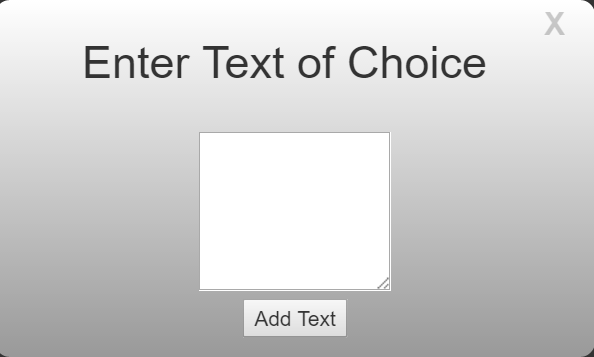 X
Enter Text of Choice
Add Text